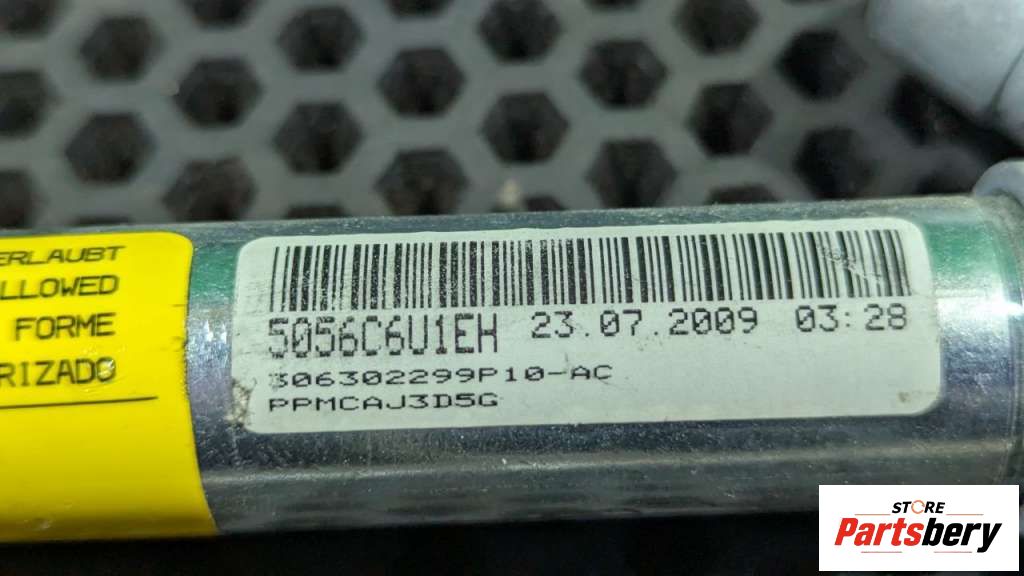 ERLAUBT
LLOWED
FORME
RIZADO
5056C6U1EH 23.07.2009 03:28
306302299P10-AC
PPMCAJ3D5G
STORE
Partsbery